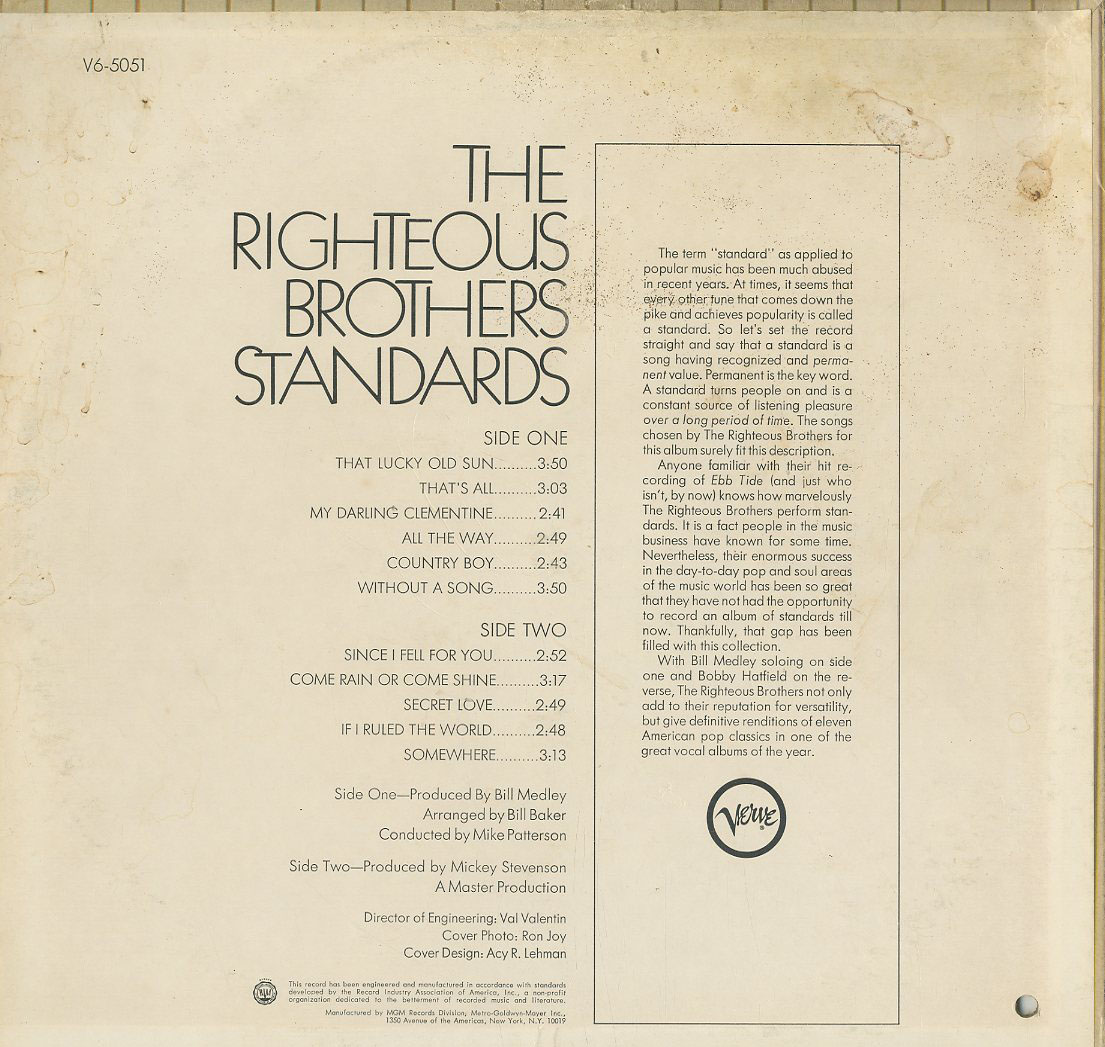 V6-5051
THE
RIGHTEOUS
BROTHERS
STANDARDS
SIDE ONE
THAT LUCKY OLD SUN..........3:50
THAT'S ALL..........3:03
MY DARLING CLEMENTINE..........2:41
ALL THE WAY..........2:49
COUNTRY BOY..........2:43
WITHOUT A SONG..........3:50
SIDE TWO
SINCE I FELL FOR YOU..........2:52
COME RAIN OR COME SHINE..........3:17
SECRET LOVE..........2:49
IF I RULED THE WORLD..........2:48
SOMEWHERE..........3:13
Side One—Produced By Bill Medley
Arranged by Bill Baker
Conducted by Mike Patterson
Side Two—Produced by Mickey Stevenson
A Master Production
Director of Engineering: Val Valentin
Cover Photo: Ron Joy
Cover Design: Acy R. Lehman
This record has been engineered and manufactured in accordance with standards
developed by the Record Industry Association of America, Inc., a non-profit
organization dedicated to the betterment of recorded music and literature.
Manufactured by MGM Records Division, Metro-Goldwyn-Mayer Inc.,
1350 Avenue of the Americas, New York, N.Y. 10019
The term "standard" as applied to
popular music has been much abused
in recent years. At times, it seems that
every other tune that comes down the
pike and achieves popularity is called
a standard. So let's set the record
straight and say that a standard is a
song having recognized and perma-
nent value. Permanent is the key word.
A standard turns people on and is a
constant source of listening pleasure
over a long period of time. The songs
chosen by The Righteous Brothers for
this album surely fit this description.
Anyone familiar with their hit re-
cording of Ebb Tide (and just who
isn't, by now) knows how marvelously
The Righteous Brothers perform stan-
dards. It is a fact people in the music
business have known for some time.
Nevertheless, their enormous success
in the day-to-day pop and soul areas
of the music world has been so great
that they have not had the opportunity
to record an album of standards till
now. Thankfully, that gap has been
filled with this collection.
With Bill Medley soloing on side
one and Bobby Hatfield on the re-
verse, The Righteous Brothers not only
add to their reputation for versatility,
but give definitive renditions of eleven
American pop classics in one of the
great vocal albums of the year.
Verve
®